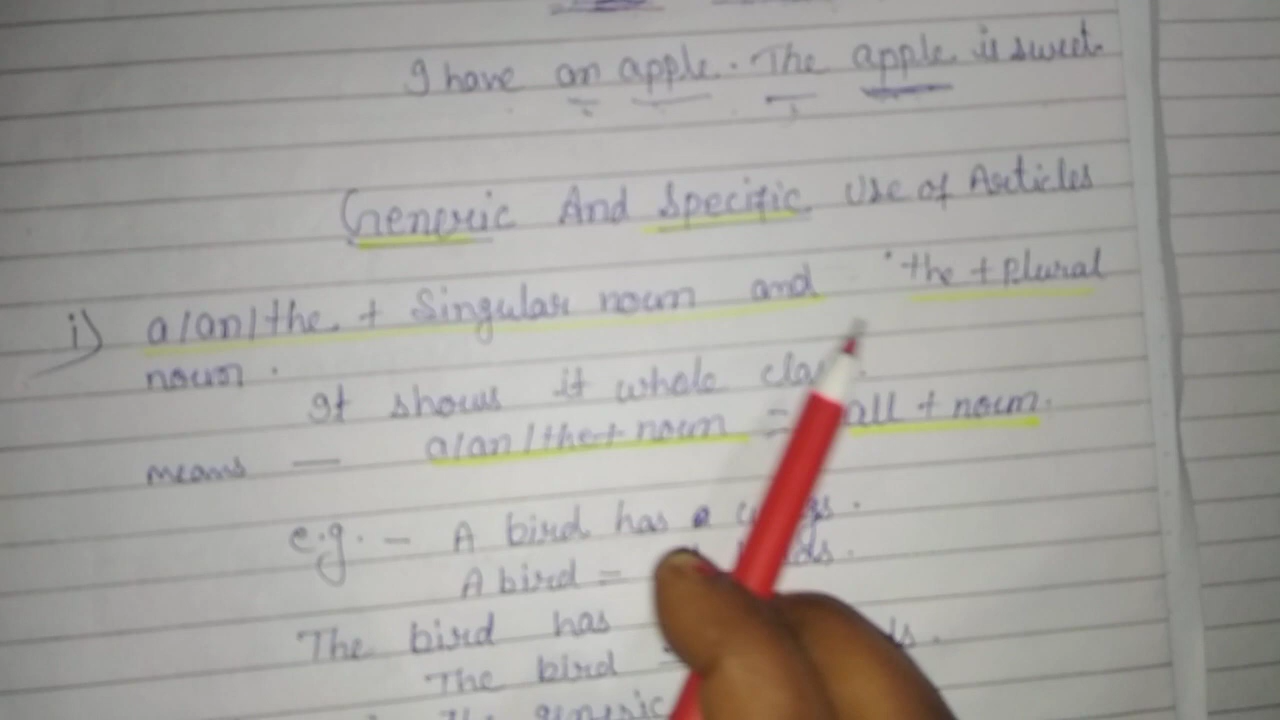 I have an apple. The apple is sweet.
Generic And Specific Use of Articles
i) a/an/the + Singular noun and 'the + plural
noun.
It shows it whole
means — a/an/the + noun = all + noun.
e.g. - A bird has
A bird =
The bird has
The bird =
The generic